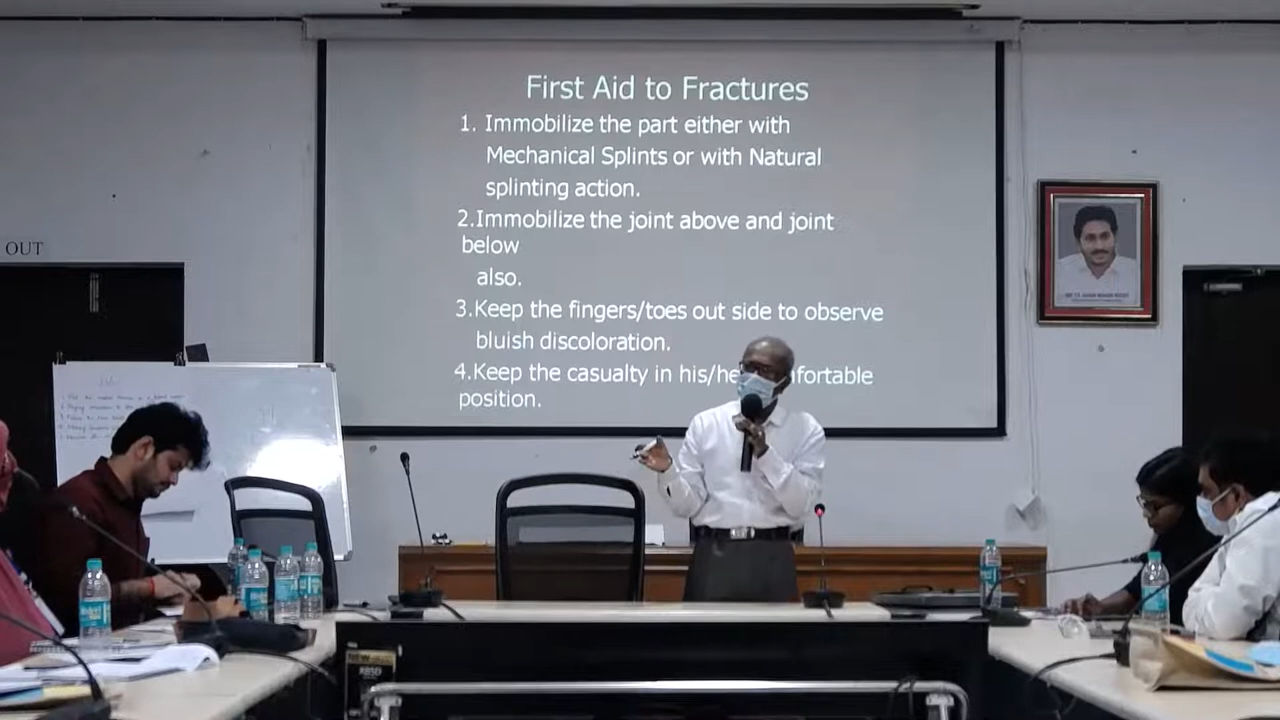 First Aid to Fractures
1. Immobilize the part either with
Mechanical Splints or with Natural
splinting action.
2.Immobilize the joint above and joint
below
also.
3.Keep the fingers/toes out side to observe
bluish discoloration.
4.Keep the casualty in his/he fortable
position.
OUT